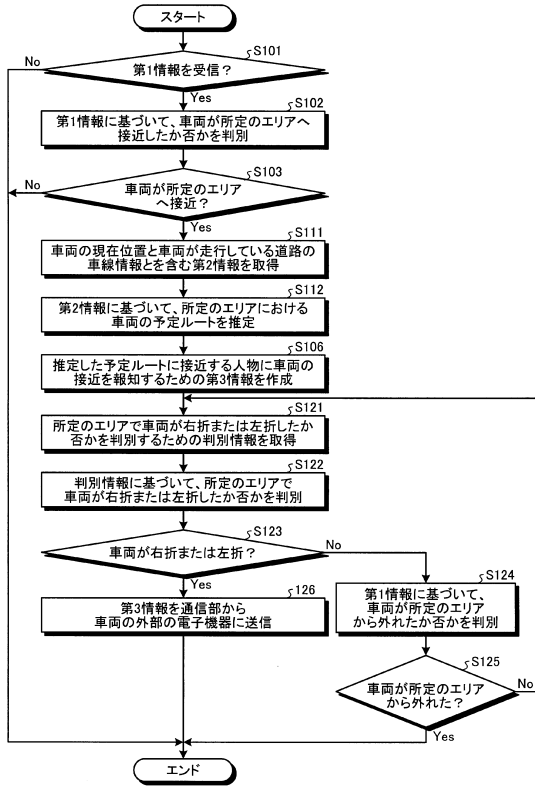 スタート
S101
第1情報を受信？
No
Yes
S102
第1情報に基づいて、車両が所定のエリアへ
接近したか否かを判別
S103
車両が所定のエリア
へ接近？
No
Yes
S111
車両の現在位置と車両が走行している道路の
車線情報とを含む第2情報を取得
S112
第2情報に基づいて、所定のエリアにおける
車両の予定ルートを推定
S106
推定した予定ルートに接近する人物に車両の
接近を報知するための第3情報を作成
S121
所定のエリアで車両が右折または左折したか
否かを判別するための判別情報を取得
S122
判別情報に基づいて、所定のエリアで
車両が右折または左折したか否かを判別
S123
車両が右折または左折？
No
Yes
126
第3情報を通信部から
車両の外部の電子機器に送信
S124
第1情報に基づいて、
車両が所定のエリア
から外れたか否かを判別
S125
車両が所定のエリア
から外れた？
No
Yes
エンド